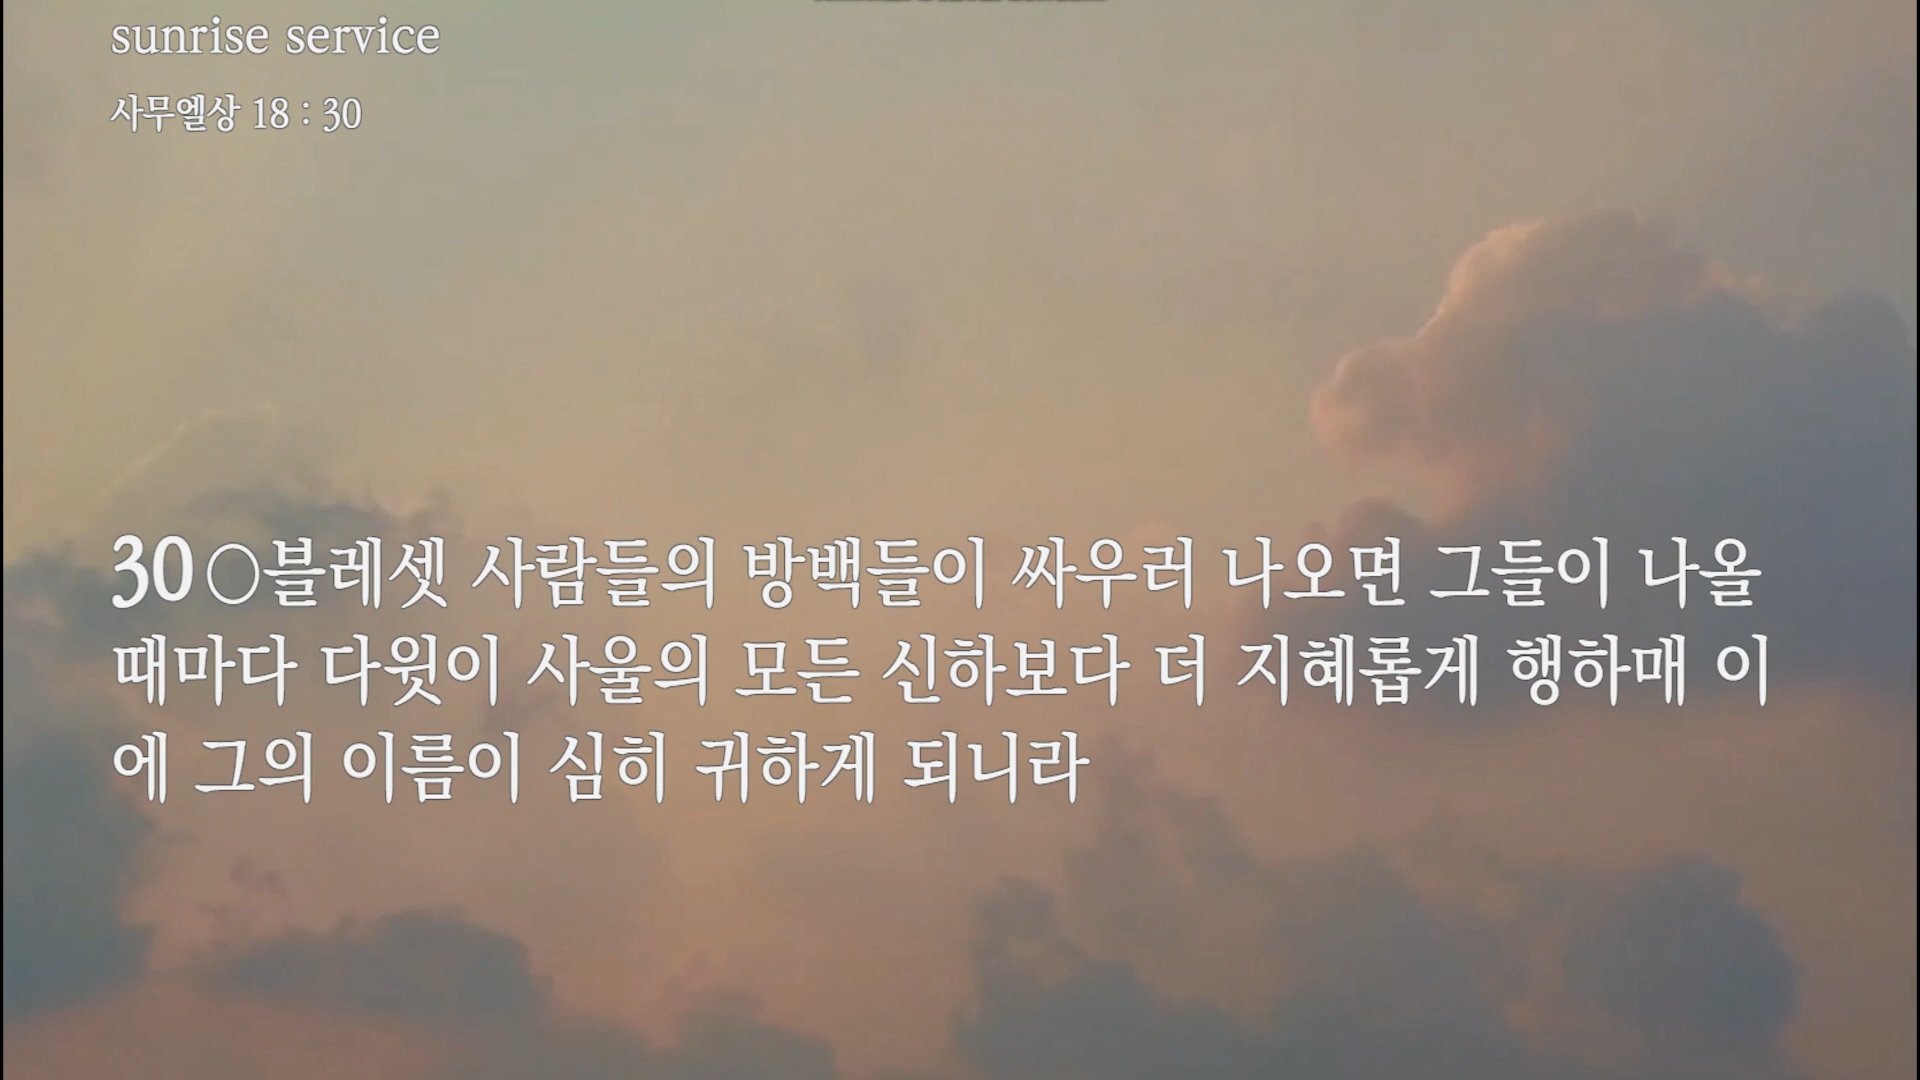 sunrise service
사무엘상 18 : 30
30○블레셋 사람들의 방백들이 싸우러 나오면 그들이 나올
때마다 다윗이 사울의 모든 신하보다 더 지혜롭게 행하매 이
에 그의 이름이 심히 귀하게 되니라